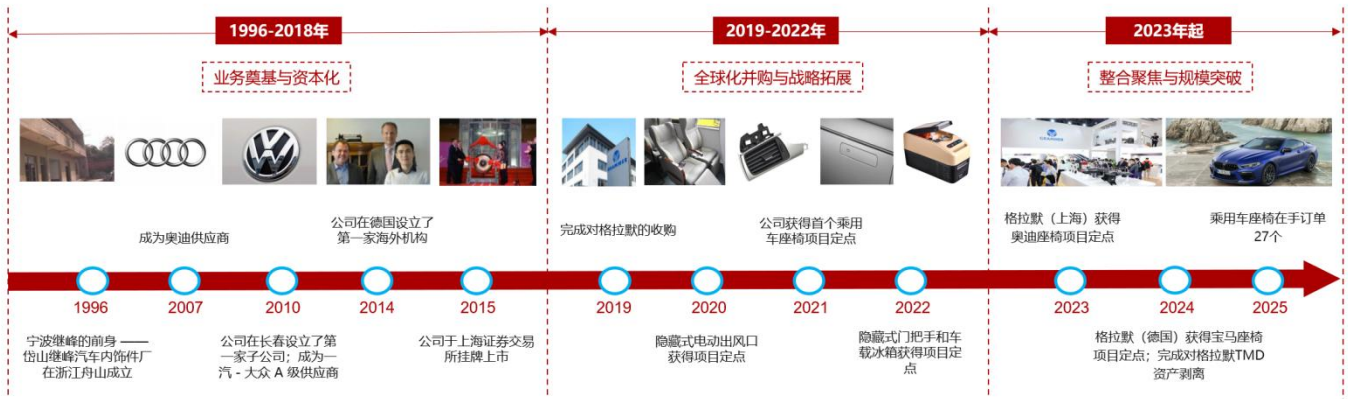 1996-2018年
2019-2022年
2023年起
业务奠基与资本化
全球化并购与战略拓展
整合聚焦与规模突破
成为奥迪供应商
公司在德国设立了
第一家海外机构
完成对格拉默的收购
公司获得首个乘用
车座椅项目定点
格拉默（上海）获得
奥迪座椅项目定点
乘用车座椅在手订单
27个
1996
2007
2010
2014
2015
2019
2020
2021
2022
2023
2024
2025
宁波继峰的前身 ——
岱山继峰汽车内饰件厂
在浙江舟山成立
公司在长春设立了第
一家子公司；成为一
汽 - 大众 A 级供应商
公司于上海证券交易
所挂牌上市
隐藏式电动出风口
获得项目定点
隐藏式门把手和车
载冰箱获得项目定
点
格拉默（德国）获得宝马座椅
项目定点；完成对格拉默TMD
资产剥离